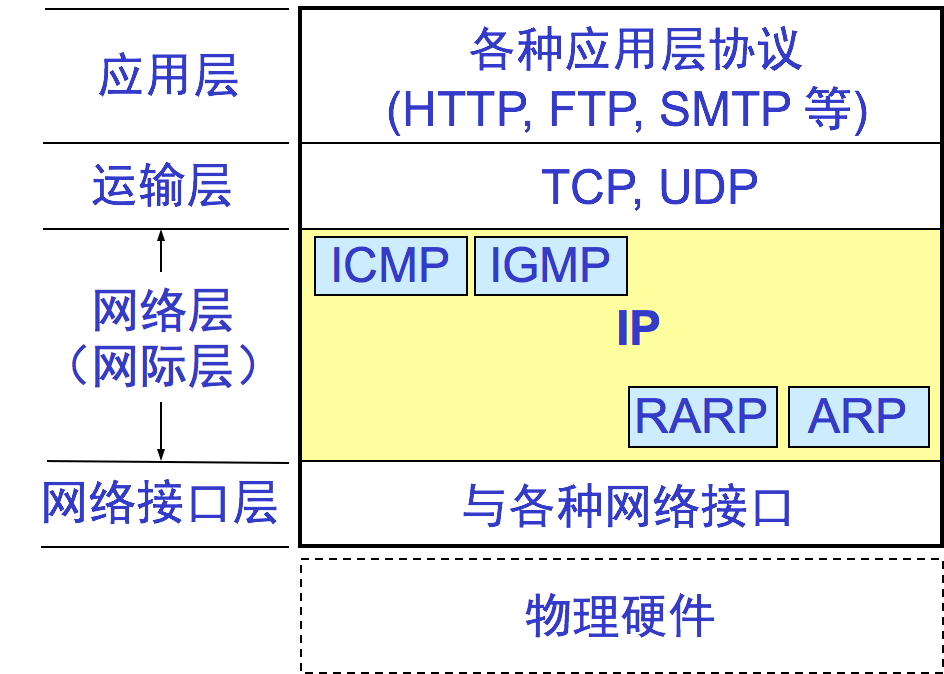 应用层
各种应用层协议
(HTTP, FTP, SMTP 等)
运输层
TCP, UDP
ICMP
IGMP
网络层
（网际层）
IP
RARP
ARP
网络接口层
与各种网络接口
物理硬件